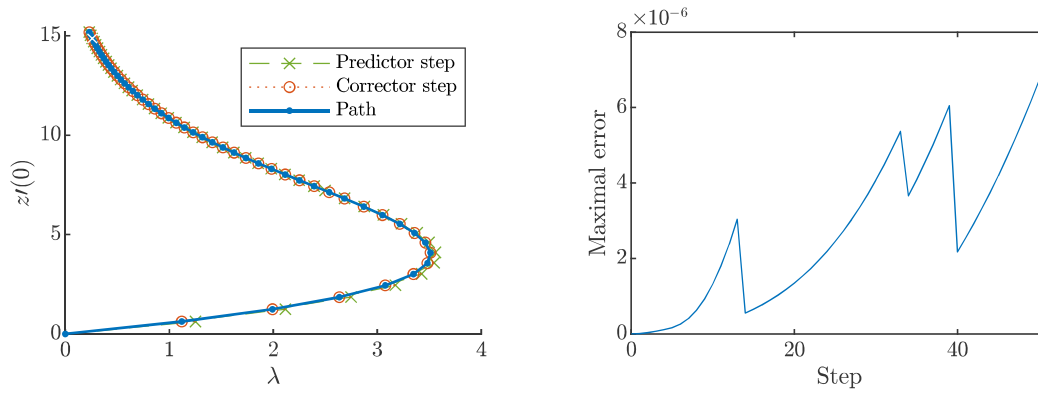 15
10
5
0
z′(0)
0
1
2
3
4
λ
Predictor step
Corrector step
Path
×10⁻⁶
8
6
4
2
0
Maximal error
0
20
40
Step